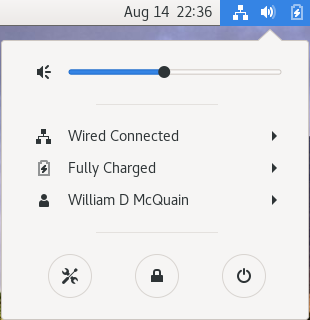 Aug 14 22:36
Wired Connected
Fully Charged
William D McQuain